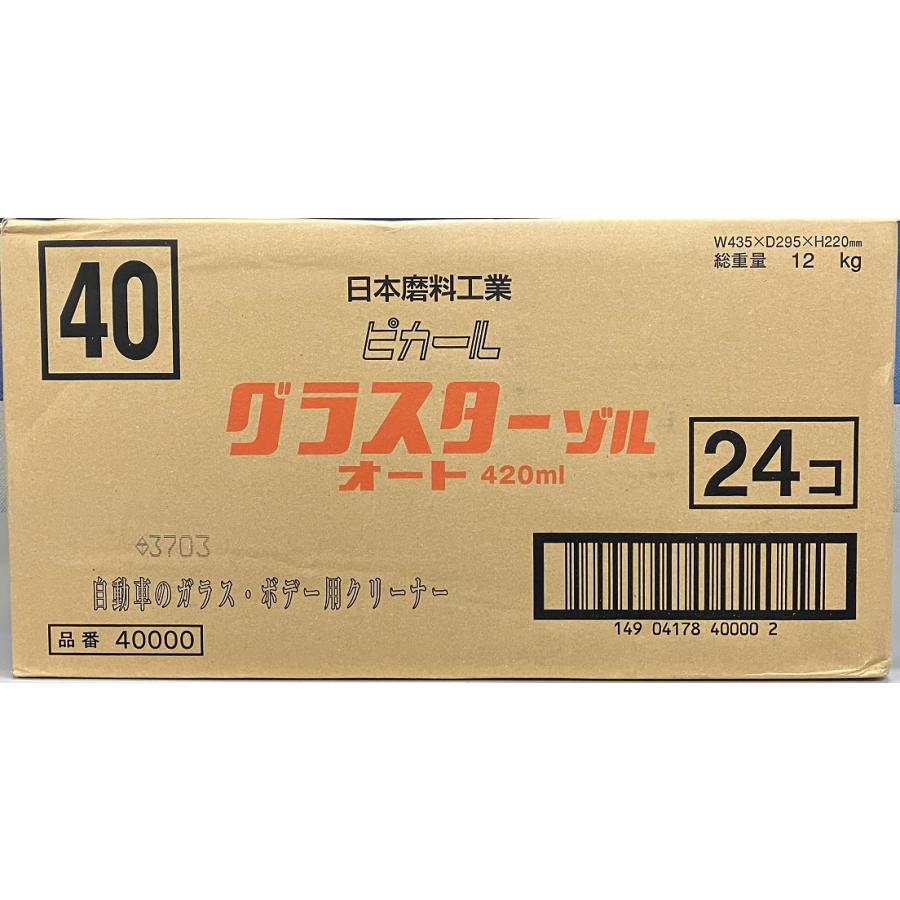 40
W435×D295×H220mm
総重量 12 kg
日本磨料工業
ピカール
グラスターゾル
オート 420ml
24コ
3703
自動車のガラス・ボデー用クリーナー
品番 40000
149 04178 40000 2